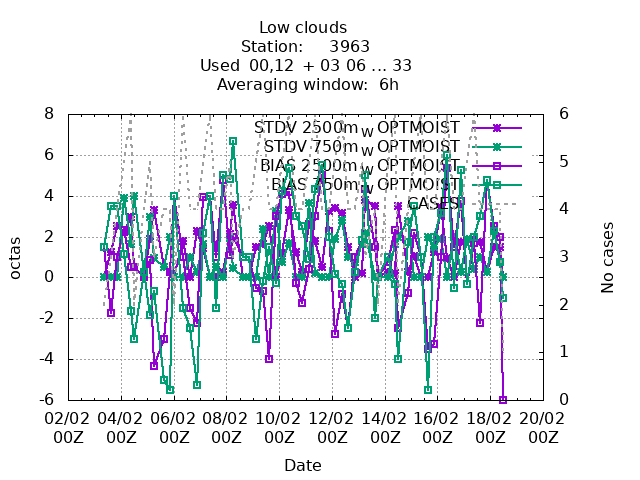 Low clouds
Station: 3963
Used 00,12 + 03 06 ... 33
Averaging window: 6h
STDV 2500m_w OPTMOIST
STDV 750m_w OPTMOIST
BIAS 2500m_w OPTMOIST
BIAS 750m_w OPTMOIST
CASES
octas
No cases
8
6
4
2
0
-2
-4
-6
6
5
4
3
2
1
0
02/02 04/02 06/02 08/02 10/02 12/02 14/02 16/02 18/02 20/02
00Z 00Z 00Z 00Z 00Z 00Z 00Z 00Z 00Z 00Z
Date